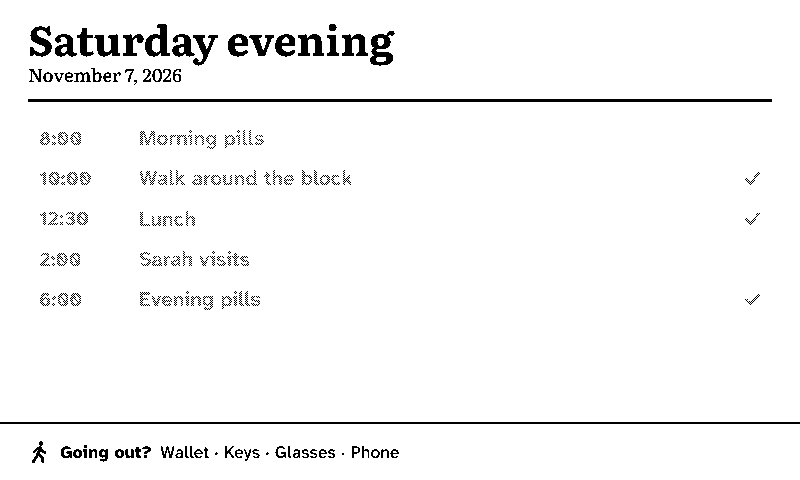 Saturday evening
November 7, 2026
8:00 Morning pills
10:00 Walk around the block ✓
12:30 Lunch ✓
2:00 Sarah visits
6:00 Evening pills ✓
Going out? Wallet · Keys · Glasses · Phone